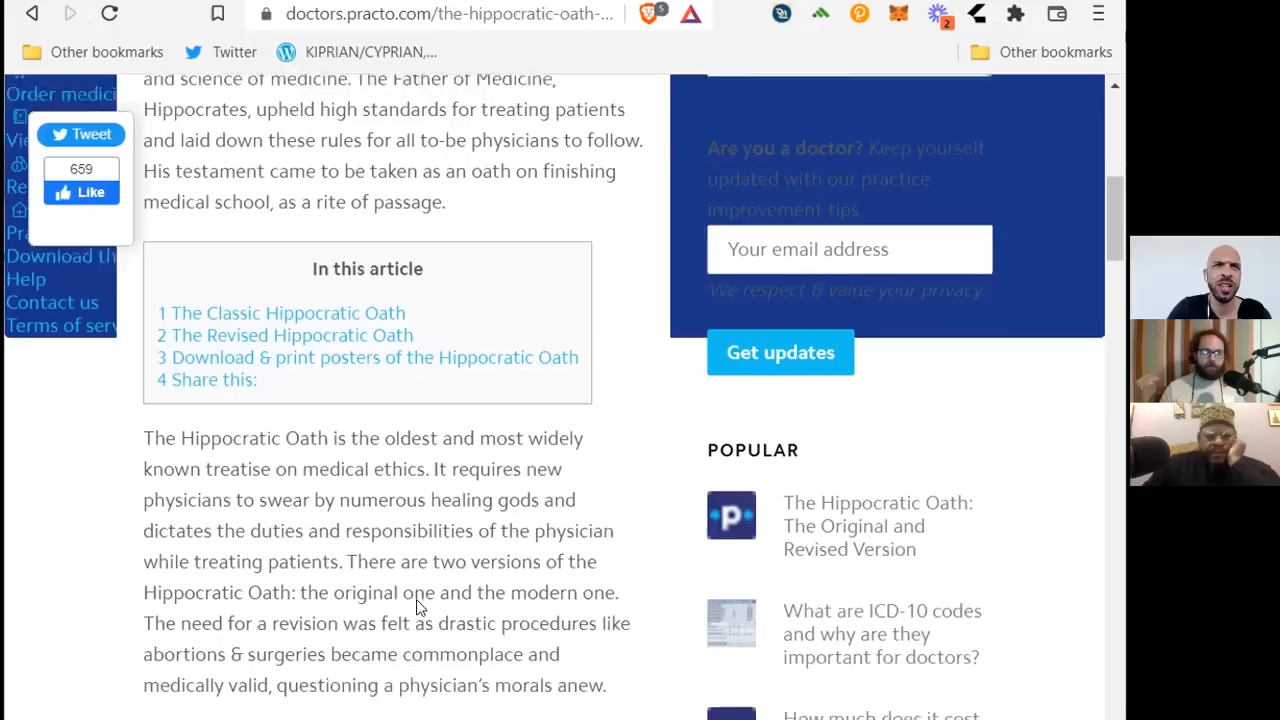 doctors.practo.com/the-hippocratic-oath-...
5
2
Other bookmarks
Twitter
KIPRIAN/CYPRIAN,...
Other bookmarks
Order medici
Vi
Re
Pr
Download th
Help
Contact us
Terms of serv
Tweet
659
Like
and science of medicine. The Father of Medicine,
Hippocrates, upheld high standards for treating patients
and laid down these rules for all to-be physicians to follow.
His testament came to be taken as an oath on finishing
medical school, as a rite of passage.
In this article
1 The Classic Hippocratic Oath
2 The Revised Hippocratic Oath
3 Download & print posters of the Hippocratic Oath
4 Share this:
The Hippocratic Oath is the oldest and most widely
known treatise on medical ethics. It requires new
physicians to swear by numerous healing gods and
dictates the duties and responsibilities of the physician
while treating patients. There are two versions of the
Hippocratic Oath: the original one and the modern one.
The need for a revision was felt as drastic procedures like
abortions & surgeries became commonplace and
medically valid, questioning a physician's morals anew.
Are you a doctor? Keep yourself
updated with our practice
improvement tips.
Your email address
We respect & value your privacy.
Get updates
POPULAR
p
The Hippocratic Oath:
The Original and
Revised Version
What are ICD-10 codes
and why are they
important for doctors?
How much does it cost